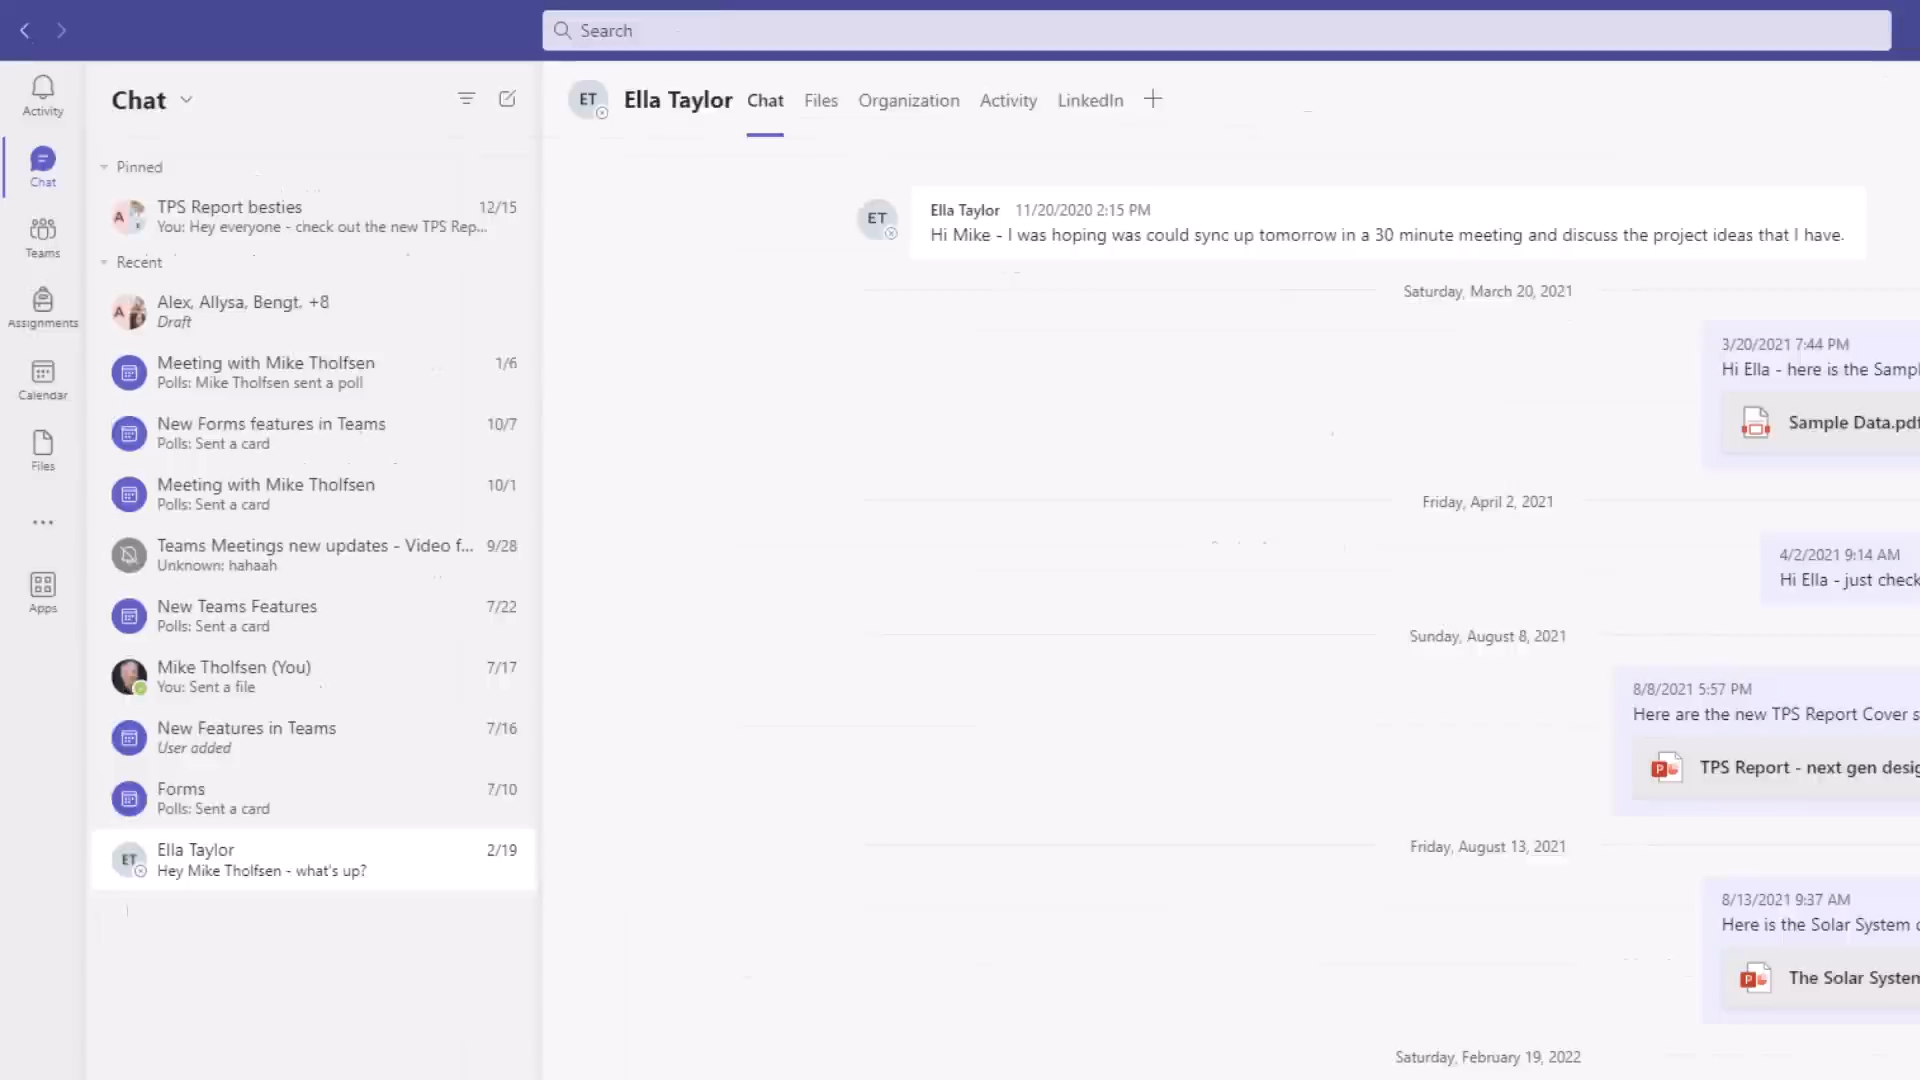 Search
Activity
Chat
Teams
Assignments
Calendar
Files
Apps
Chat
Pinned
TPS Report besties 12/15
You: Hey everyone - check out the new TPS Rep...
Recent
Alex, Allysa, Bengt, +8
Draft
Meeting with Mike Tholfsen 1/6
Polls: Mike Tholfsen sent a poll
New Forms features in Teams 10/7
Polls: Sent a card
Meeting with Mike Tholfsen 10/1
Polls: Sent a card
Teams Meetings new updates - Video f... 9/28
Unknown: hahaah
New Teams Features 7/22
Polls: Sent a card
Mike Tholfsen (You) 7/17
You: Sent a file
New Features in Teams 7/16
User added
Forms 7/10
Polls: Sent a card
ET Ella Taylor 2/19
Hey Mike Tholfsen - what's up?
ET Ella Taylor Chat Files Organization Activity LinkedIn
ET Ella Taylor 11/20/2020 2:15 PM
Hi Mike - I was hoping was could sync up tomorrow in a 30 minute meeting and discuss the project ideas that I have.
Saturday, March 20, 2021
3/20/2021 7:44 PM
Hi Ella - here is the Sampl
Sample Data.pdf
Friday, April 2, 2021
4/2/2021 9:14 AM
Hi Ella - just check
Sunday, August 8, 2021
8/8/2021 5:57 PM
Here are the new TPS Report Cover s
TPS Report - next gen desig
Friday, August 13, 2021
8/13/2021 9:37 AM
Here is the Solar System
The Solar System
Saturday, February 19, 2022